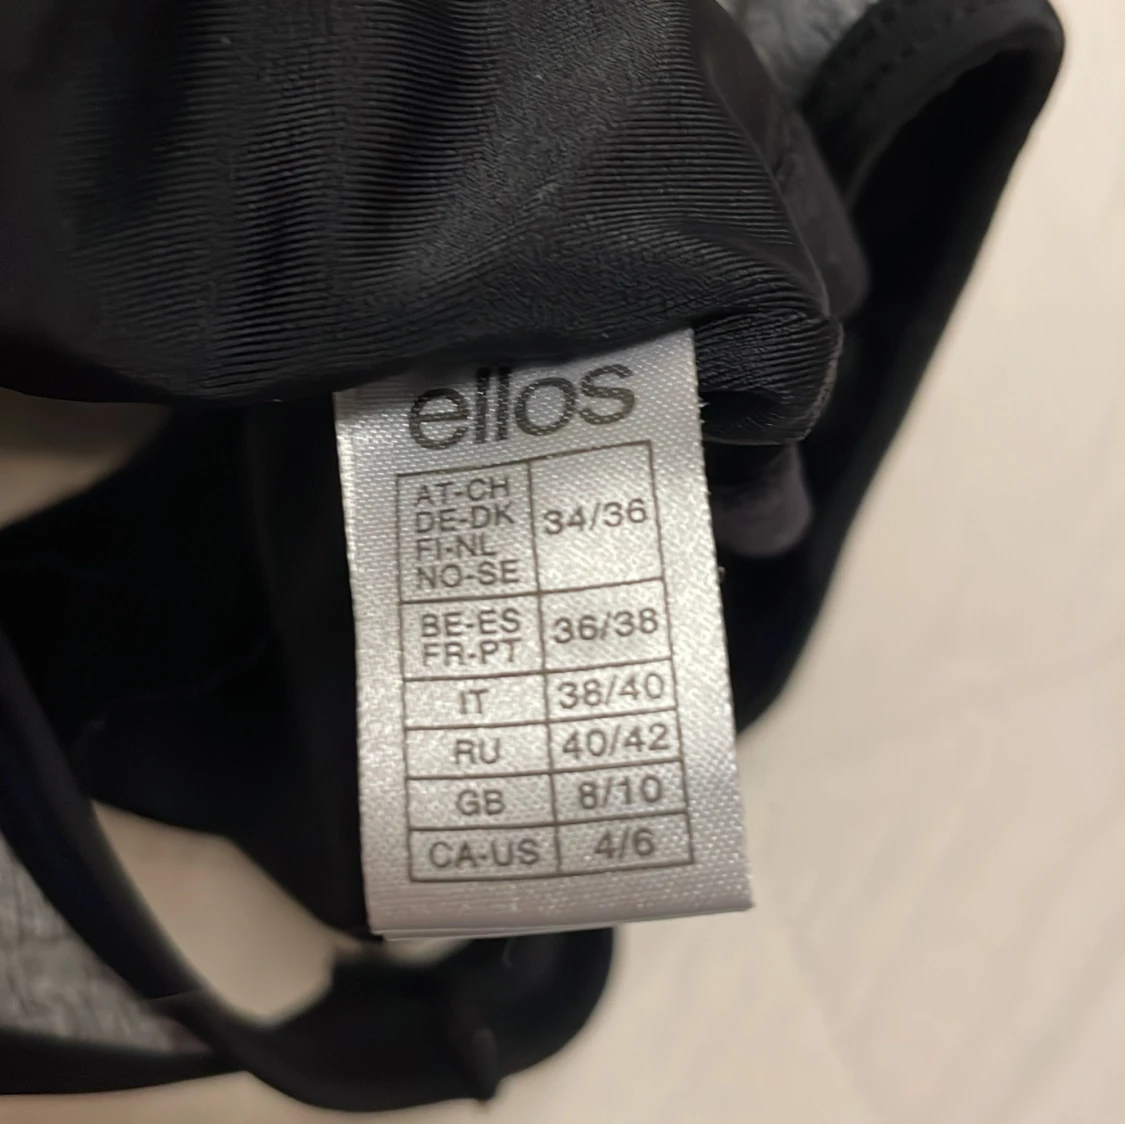 ellos
AT-CH
DE-DK
FI-NL
NO-SE
34/36
BE-ES
FR-PT
36/38
IT 38/40
RU 40/42
GB 8/10
CA-US 4/6